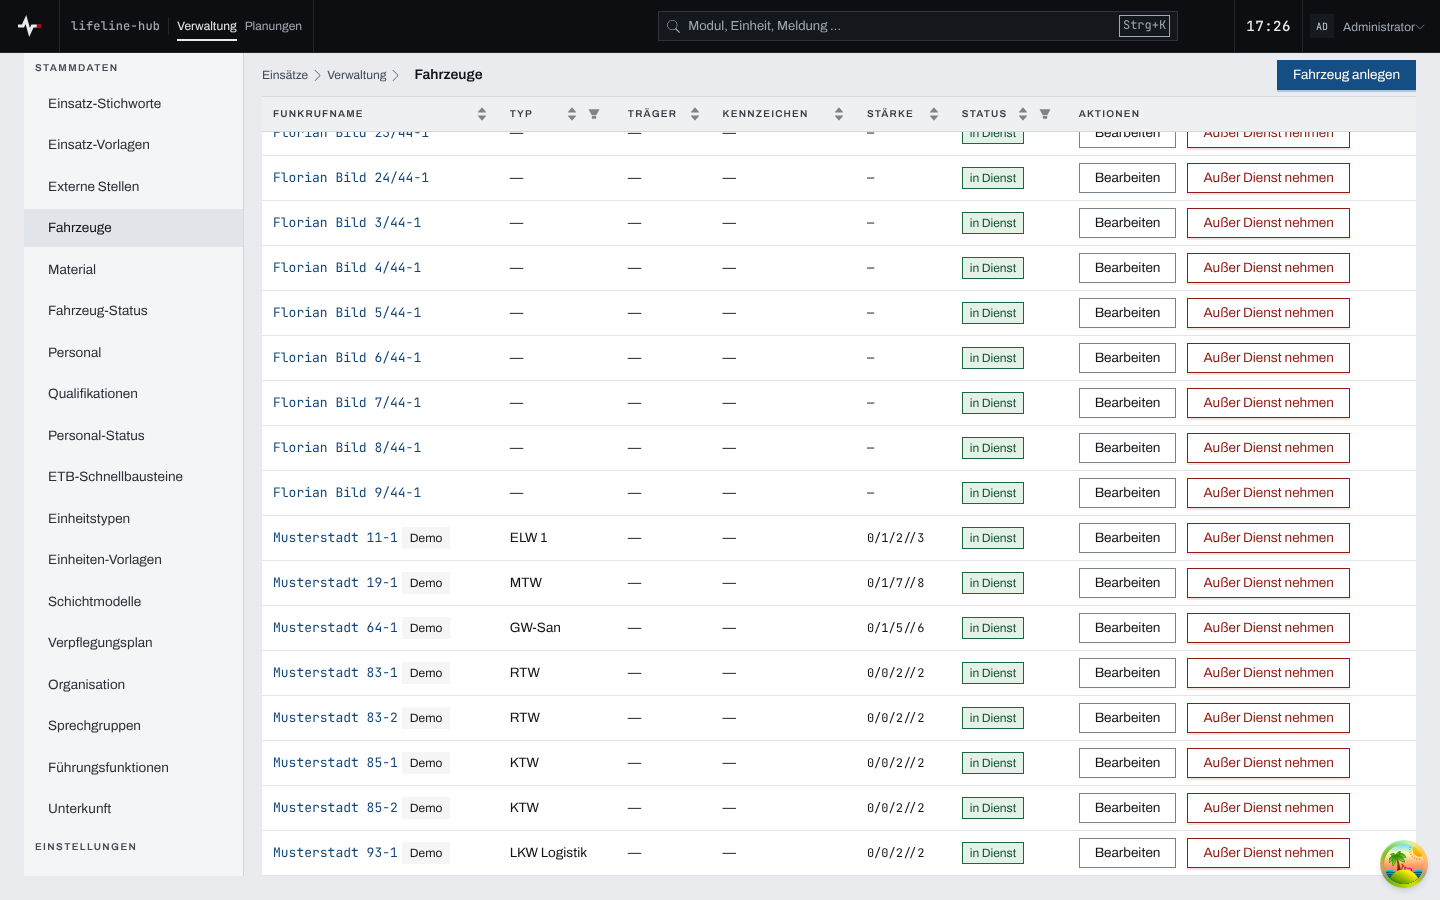 lifeline-hub Verwaltung Planungen Modul, Einheit, Meldung ... Strg+K 17:26 AD Administrator
STAMMDATEN
Einsatz-Stichworte
Einsatz-Vorlagen
Externe Stellen
Fahrzeuge
Material
Fahrzeug-Status
Personal
Qualifikationen
Personal-Status
ETB-Schnellbausteine
Einheitstypen
Einheiten-Vorlagen
Schichtmodelle
Verpflegungsplan
Organisation
Sprechgruppen
Führungsfunktionen
Unterkunft
EINSTELLUNGEN
Einsätze Verwaltung Fahrzeuge Fahrzeug anlegen
FUNKRUFNAME TYP TRÄGER KENNZEICHEN STÄRKE STATUS AKTIONEN
Florian Bild 23/44-1 — — — – in Dienst Bearbeiten Außer Dienst nehmen
Florian Bild 24/44-1 — — — – in Dienst Bearbeiten Außer Dienst nehmen
Florian Bild 3/44-1 — — — – in Dienst Bearbeiten Außer Dienst nehmen
Florian Bild 4/44-1 — — — – in Dienst Bearbeiten Außer Dienst nehmen
Florian Bild 5/44-1 — — — – in Dienst Bearbeiten Außer Dienst nehmen
Florian Bild 6/44-1 — — — – in Dienst Bearbeiten Außer Dienst nehmen
Florian Bild 7/44-1 — — — – in Dienst Bearbeiten Außer Dienst nehmen
Florian Bild 8/44-1 — — — – in Dienst Bearbeiten Außer Dienst nehmen
Florian Bild 9/44-1 — — — – in Dienst Bearbeiten Außer Dienst nehmen
Musterstadt 11-1 Demo ELW 1 — — 0/1/2//3 in Dienst Bearbeiten Außer Dienst nehmen
Musterstadt 19-1 Demo MTW — — 0/1/7//8 in Dienst Bearbeiten Außer Dienst nehmen
Musterstadt 64-1 Demo GW-San — — 0/1/5//6 in Dienst Bearbeiten Außer Dienst nehmen
Musterstadt 83-1 Demo RTW — — 0/0/2//2 in Dienst Bearbeiten Außer Dienst nehmen
Musterstadt 83-2 Demo RTW — — 0/0/2//2 in Dienst Bearbeiten Außer Dienst nehmen
Musterstadt 85-1 Demo KTW — — 0/0/2//2 in Dienst Bearbeiten Außer Dienst nehmen
Musterstadt 85-2 Demo KTW — — 0/0/2//2 in Dienst Bearbeiten Außer Dienst nehmen
Musterstadt 93-1 Demo LKW Logistik — — 0/0/2//2 in Dienst Bearbeiten Außer Dienst nehmen